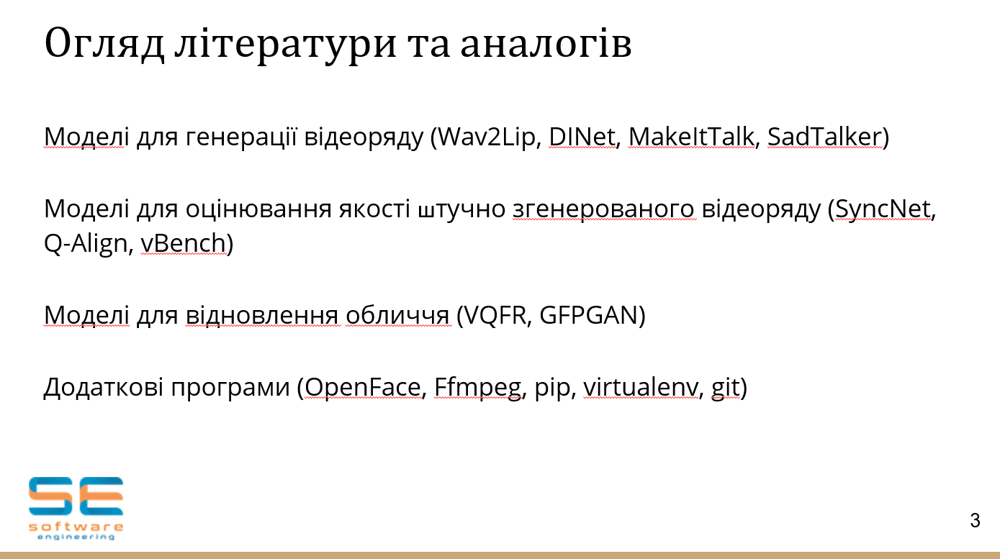 Огляд літератури та аналогів
Моделі для генерації відеоряду (Wav2Lip, DINet, MakeItTalk, SadTalker)
Моделі для оцінювання якості штучно згенерованого відеоряду (SyncNet,
Q-Align, vBench)
Моделі для відновлення обличчя (VQFR, GFPGAN)
Додаткові програми (OpenFace, Ffmpeg, pip, virtualenv, git)
SE
software
engineering
3